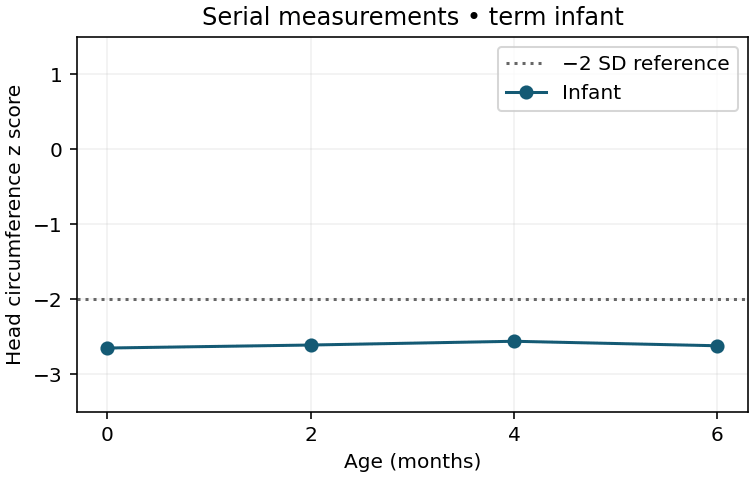 Serial measurements • term infant
−2 SD reference
Infant
Head circumference z score
1
0
−1
−2
−3
0
2
4
6
Age (months)